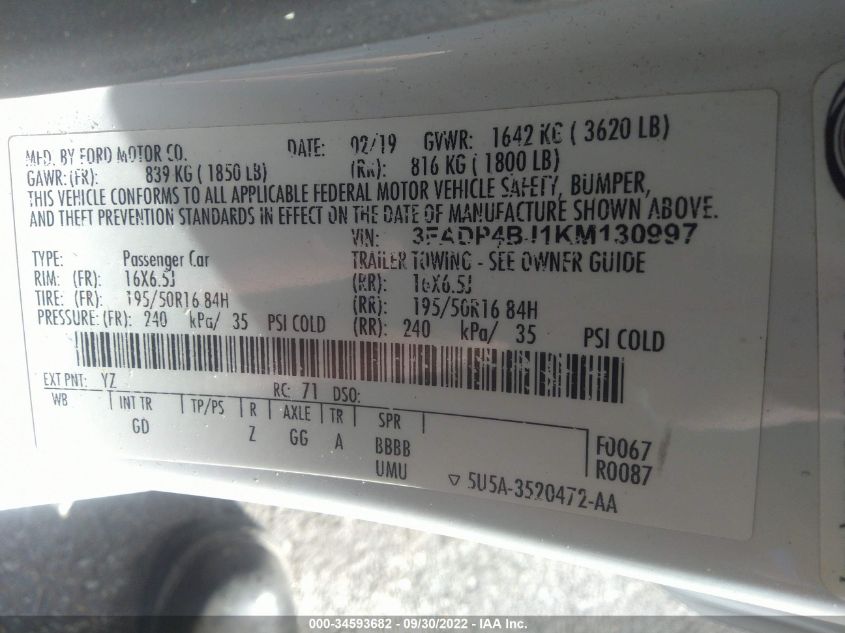 MFD. BY FORD MOTOR CO. DATE: 02/19 GVWR: 1642 KG ( 3620 LB)
GAWR:(FR): 839 KG ( 1850 LB) (RR): 816 KG ( 1800 LB)
THIS VEHICLE CONFORMS TO ALL APPLICABLE FEDERAL MOTOR VEHICLE SAFETY, BUMPER,
AND THEFT PREVENTION STANDARDS IN EFFECT ON THE DATE OF MANUFACTURE SHOWN ABOVE.
VIN: 3FADP4BJ1KM130997
TYPE: Passenger Car TRAILER TOWING - SEE OWNER GUIDE
RIM: (FR): 16X6.5J (RR): 16X6.5J
TIRE: (FR): 195/50R16 84H (RR): 195/50R16 84H
PRESSURE: (FR): 240 kPa/ 35 PSI COLD (RR): 240 kPa/ 35 PSI COLD
EXT PNT: YZ RC: 71 DSO:
WB INT TR TP/PS R AXLE TR SPR
GD Z GG A BBBB
UMU
F0067
R0087
▽ 5U5A-3520472-AA
000-34593682 - 09/30/2022 - IAA Inc.